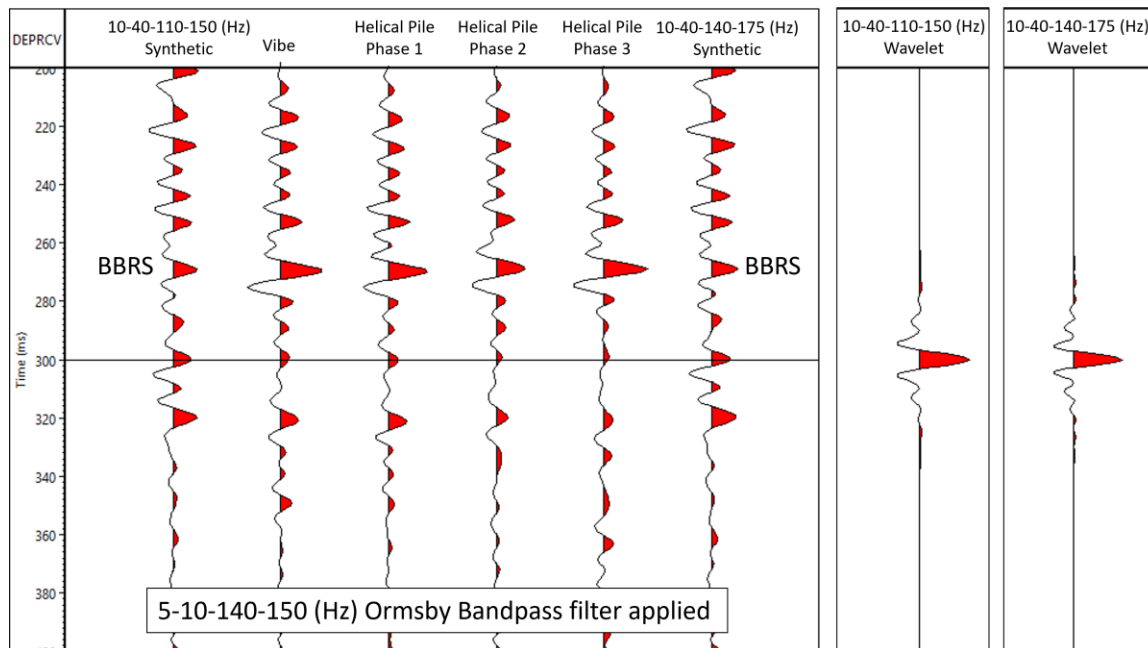 DEPRCV
10-40-110-150 (Hz)
Synthetic
Vibe
Helical Pile
Phase 1
Helical Pile
Phase 2
Helical Pile
Phase 3
10-40-140-175 (Hz)
Synthetic
10-40-110-150 (Hz)
Wavelet
10-40-140-175 (Hz)
Wavelet
200
220
240
260
280
300
320
340
360
380
Time (ms)
BBRS
BBRS
5-10-140-150 (Hz) Ormsby Bandpass filter applied